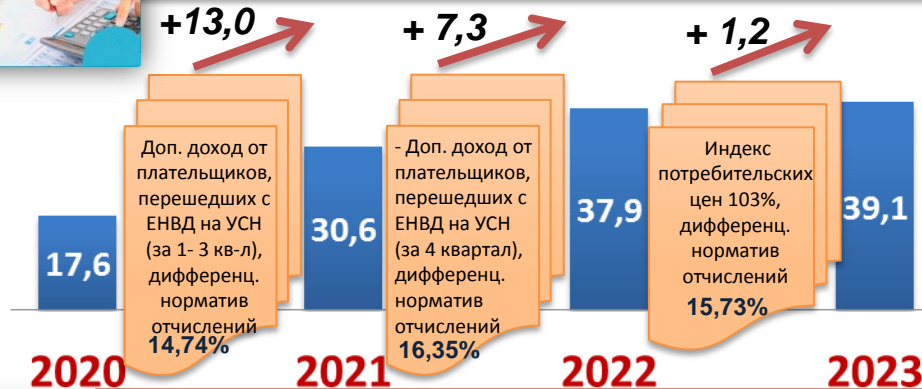 +13,0
+ 7,3
+ 1,2
17,6
Доп. доход от
плательщиков,
перешедших с
ЕНВД на УСН
(за 1- 3 кв-л),
дифференц.
норматив
отчислений
14,74%
30,6
- Доп. доход от
плательщиков,
перешедших с
ЕНВД на УСН
(за 4 квартал),
дифференц.
норматив
отчислений
16,35%
37,9
Индекс
потребительских
цен 103%,
дифференц.
норматив
отчислений
15,73%
39,1
2020
2021
2022
2023